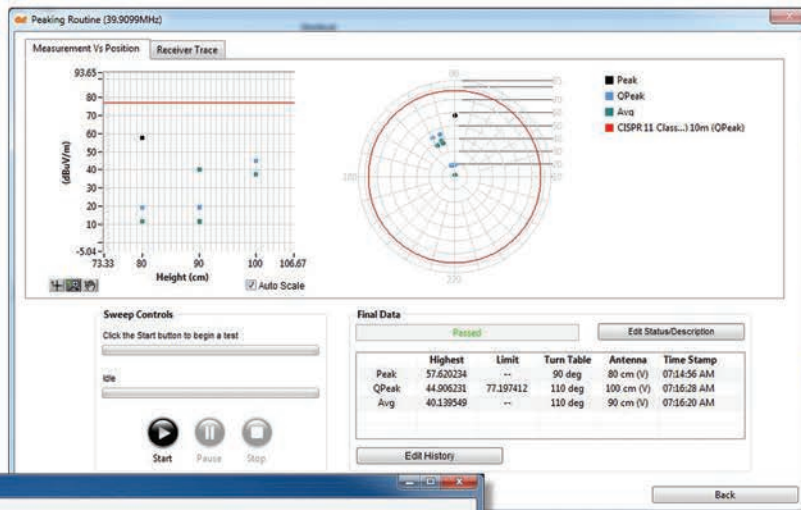 Peaking Routine (39.9099MHz)
Measurement Vs Position Receiver Trace
93.65
80
70
60
50
40
30
20
10
-5.04
(dBuV/m)
73.33 80 90 100 106.67
Height (cm)
Auto Scale
Peak
QPeak
Avg
CISPR 11 Class...) 10m (QPeak)
Sweep Controls
Click the Start button to begin a test
Idle
Start Pause Stop
Final Data
Passed Edit Status/Description
Highest Limit Turn Table Antenna Time Stamp
Peak 57.620234 -- 90 deg 80 cm (V) 07:14:56 AM
QPeak 44.906231 77.197412 110 deg 100 cm (V) 07:16:28 AM
Avg 40.139549 -- 110 deg 90 cm (V) 07:16:20 AM
Edit History
Back